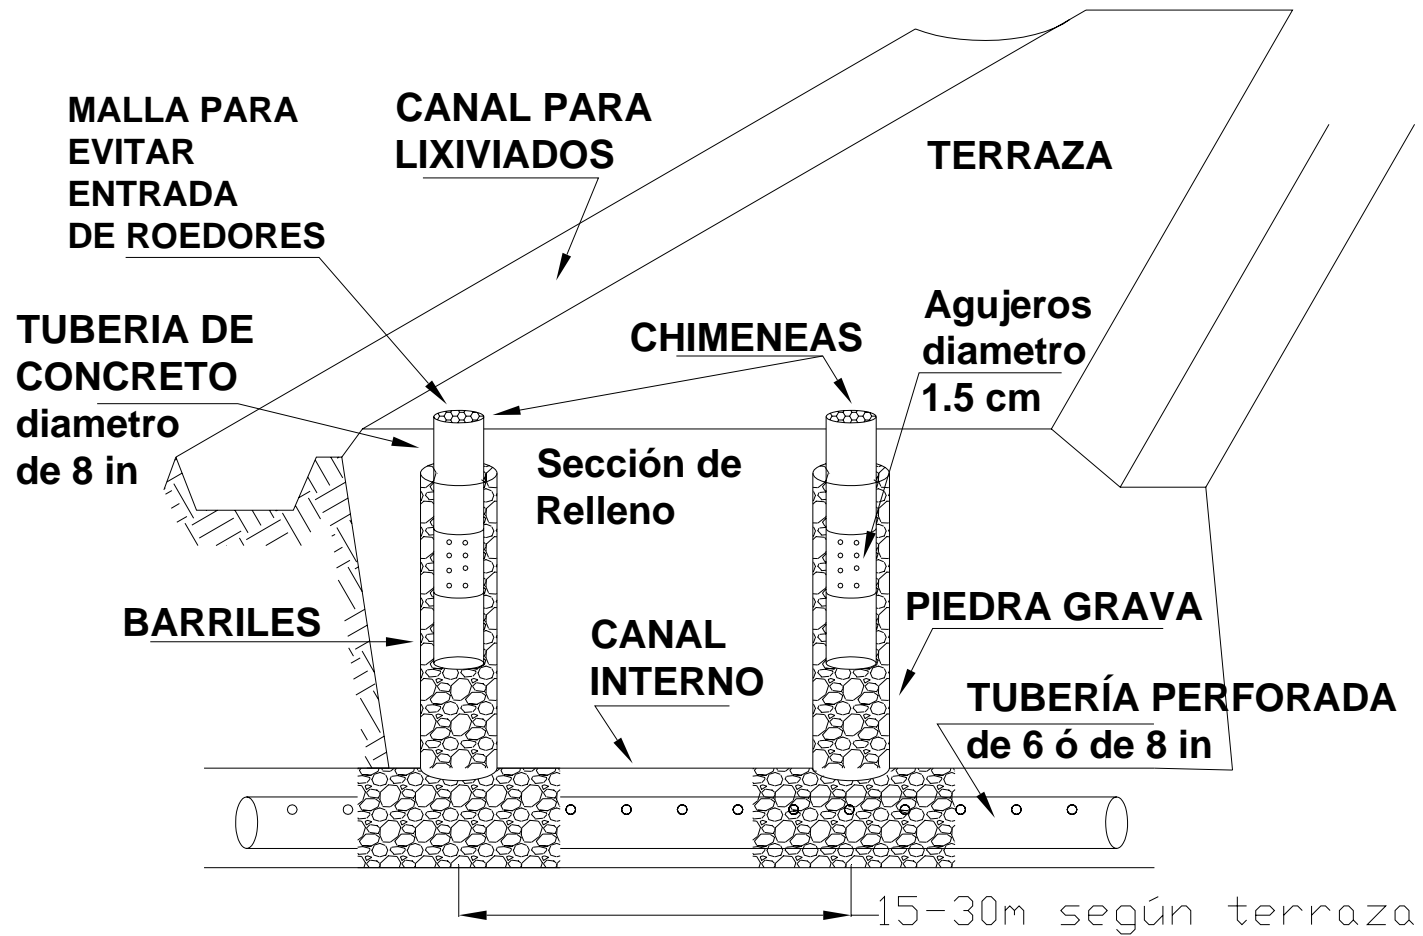 MALLA PARA
EVITAR
ENTRADA
DE ROEDORES
CANAL PARA
LIXIVIADOS
TERRAZA
TUBERIA DE
CONCRETO
diametro
de 8 in
CHIMENEAS
Agujeros
diametro
1.5 cm
Sección de
Relleno
BARRILES
CANAL
INTERNO
PIEDRA GRAVA
TUBERÍA PERFORADA
de 6 ó de 8 in
15-30m según terraza